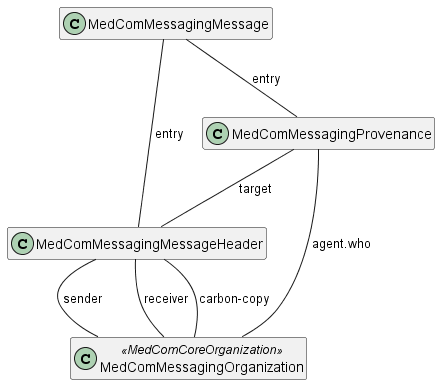 C MedComMessagingMessage
entry
C MedComMessagingProvenance
entry
target
C MedComMessagingMessageHeader
agent.who
sender
receiver
carbon-copy
C «MedComCoreOrganization»
MedComMessagingOrganization